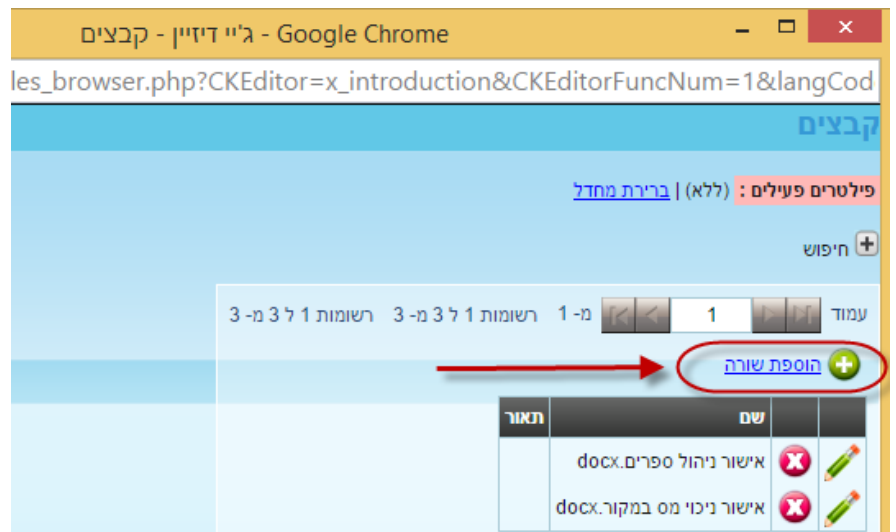 ג'יי דיזיין - קבצים - Google Chrome
les_browser.php?CKEditor=x_introduction&CKEditorFuncNum=1&langCod
קבצים
פילטרים פעילים : (ללא) | ברירת מחדל
חיפוש
עמוד 1 מ- 1 רשומות 1 ל 3 מ- 3 רשומות 1 ל 3 מ- 3
הוספת שורה
שם תאור
אישור ניהול ספרים.docx
אישור ניכוי מס במקור.docx